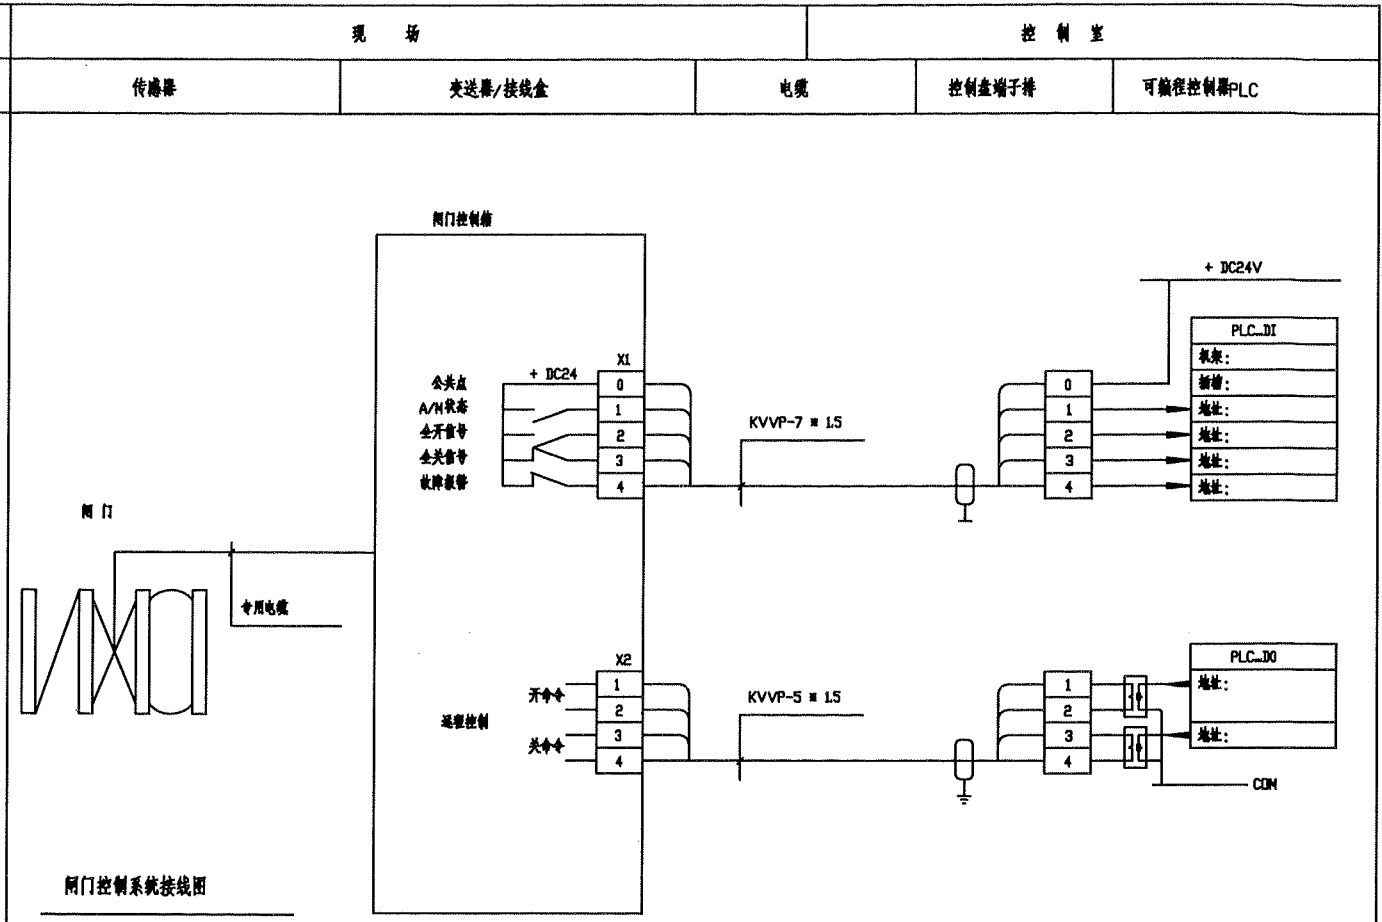 现 场
控 制 室
传感器
变送器/接线盒
电缆
控制盘端子排
可编程控制器PLC
闸门控制箱
+ DC24V
PLC_DI
机架:
插槽:
地址:
地址:
地址:
地址:
X1
+ DC24
公共点
A/M状态
全开信号
全关信号
故障报警
0
1
2
3
4
KVVP-7 * 1.5
0
1
2
3
4
闸 门
专用电缆
X2
开命令
远程控制
关命令
1
2
3
4
KVVP-5 * 1.5
1
2
3
4
PLC_DO
地址:
地址:
COM
闸门控制系统接线图